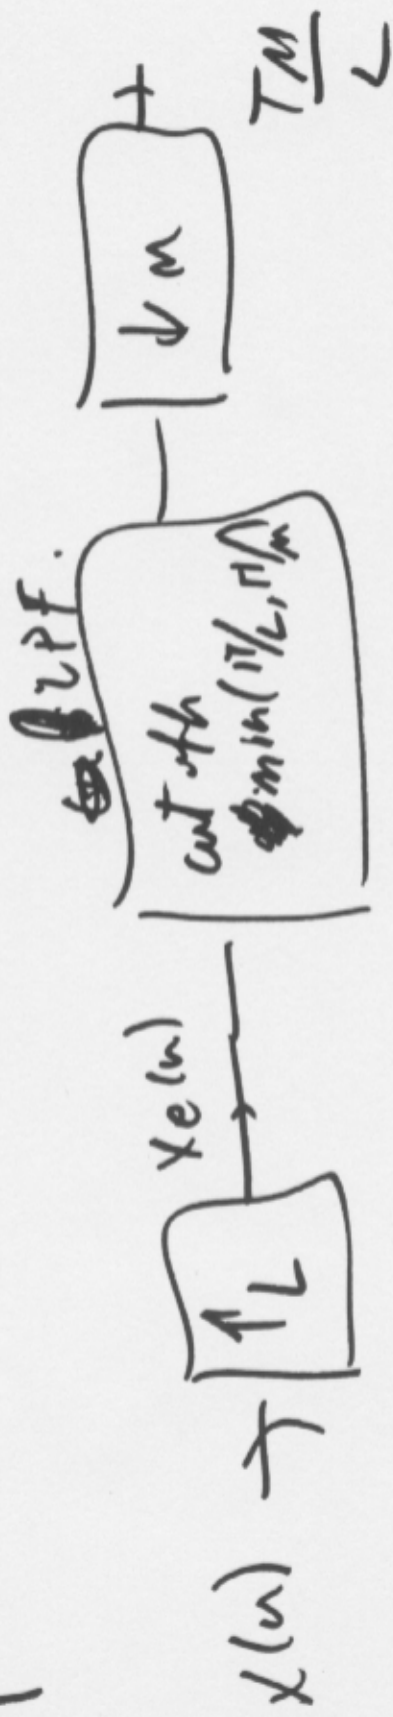 x(n)
↑L
xe(n)
LPF.
cut off
min(π/L, π/M)
↓M
TM
L